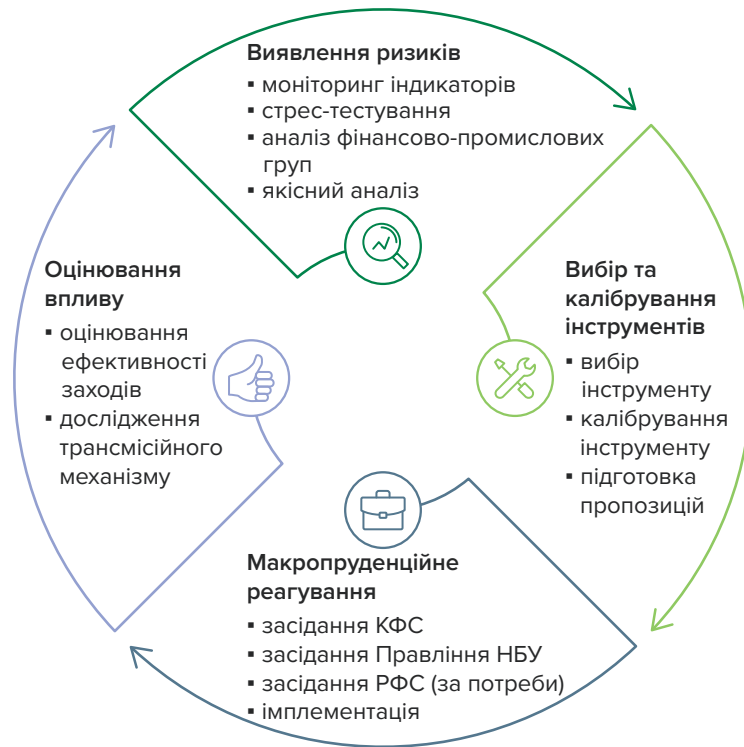 Виявлення ризиків
▪ моніторинг індикаторів
▪ стрес-тестування
▪ аналіз фінансово-промислових
груп
▪ якісний аналіз
Вибір та
калібрування
інструментів
▪ вибір
інструменту
▪ калібрування
інструменту
▪ підготовка
пропозицій
Макропруденційне
реагування
▪ засідання КФС
▪ засідання Правління НБУ
▪ засідання РФС (за потреби)
▪ імплементація
Оцінювання
впливу
▪ оцінювання
ефективності
заходів
▪ дослідження
трансмісійного
механізму